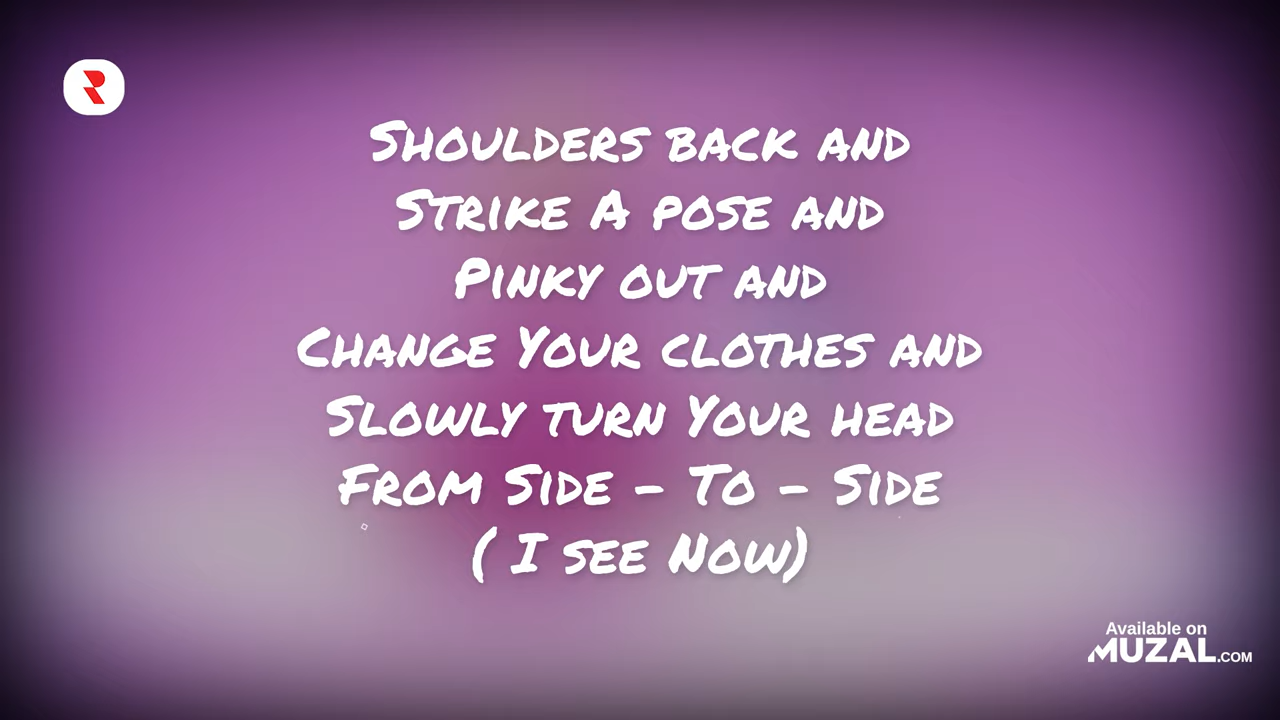 Shoulders back and
Strike A pose and
Pinky out and
Change Your clothes and
Slowly turn Your head
From Side - To - Side
( I see Now)
Available on
MUZAL.COM